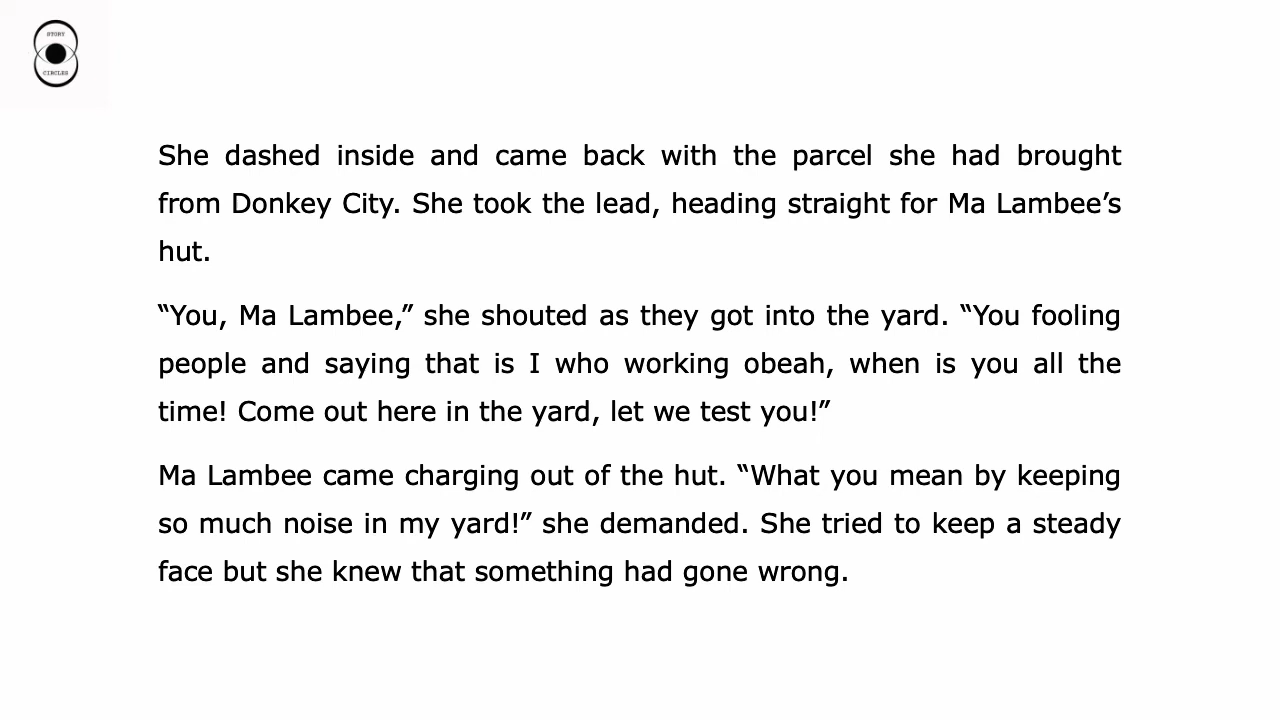 STORY
CIRCLES
She dashed inside and came back with the parcel she had brought
from Donkey City. She took the lead, heading straight for Ma Lambee’s
hut.
“You, Ma Lambee,” she shouted as they got into the yard. “You fooling
people and saying that is I who working obeah, when is you all the
time! Come out here in the yard, let we test you!”
Ma Lambee came charging out of the hut. “What you mean by keeping
so much noise in my yard!” she demanded. She tried to keep a steady
face but she knew that something had gone wrong.